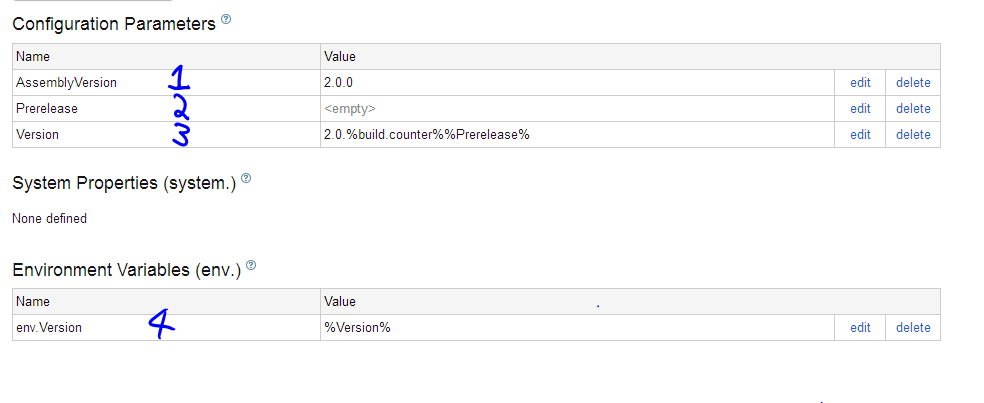 Configuration Parameters ?
Name Value
AssemblyVersion 1 2.0.0 edit delete
Prerelease 2 <empty> edit delete
Version 3 2.0.%build.counter%%Prerelease% edit delete
System Properties (system.) ?
None defined
Environment Variables (env.) ?
Name Value
env.Version 4 %Version% edit delete